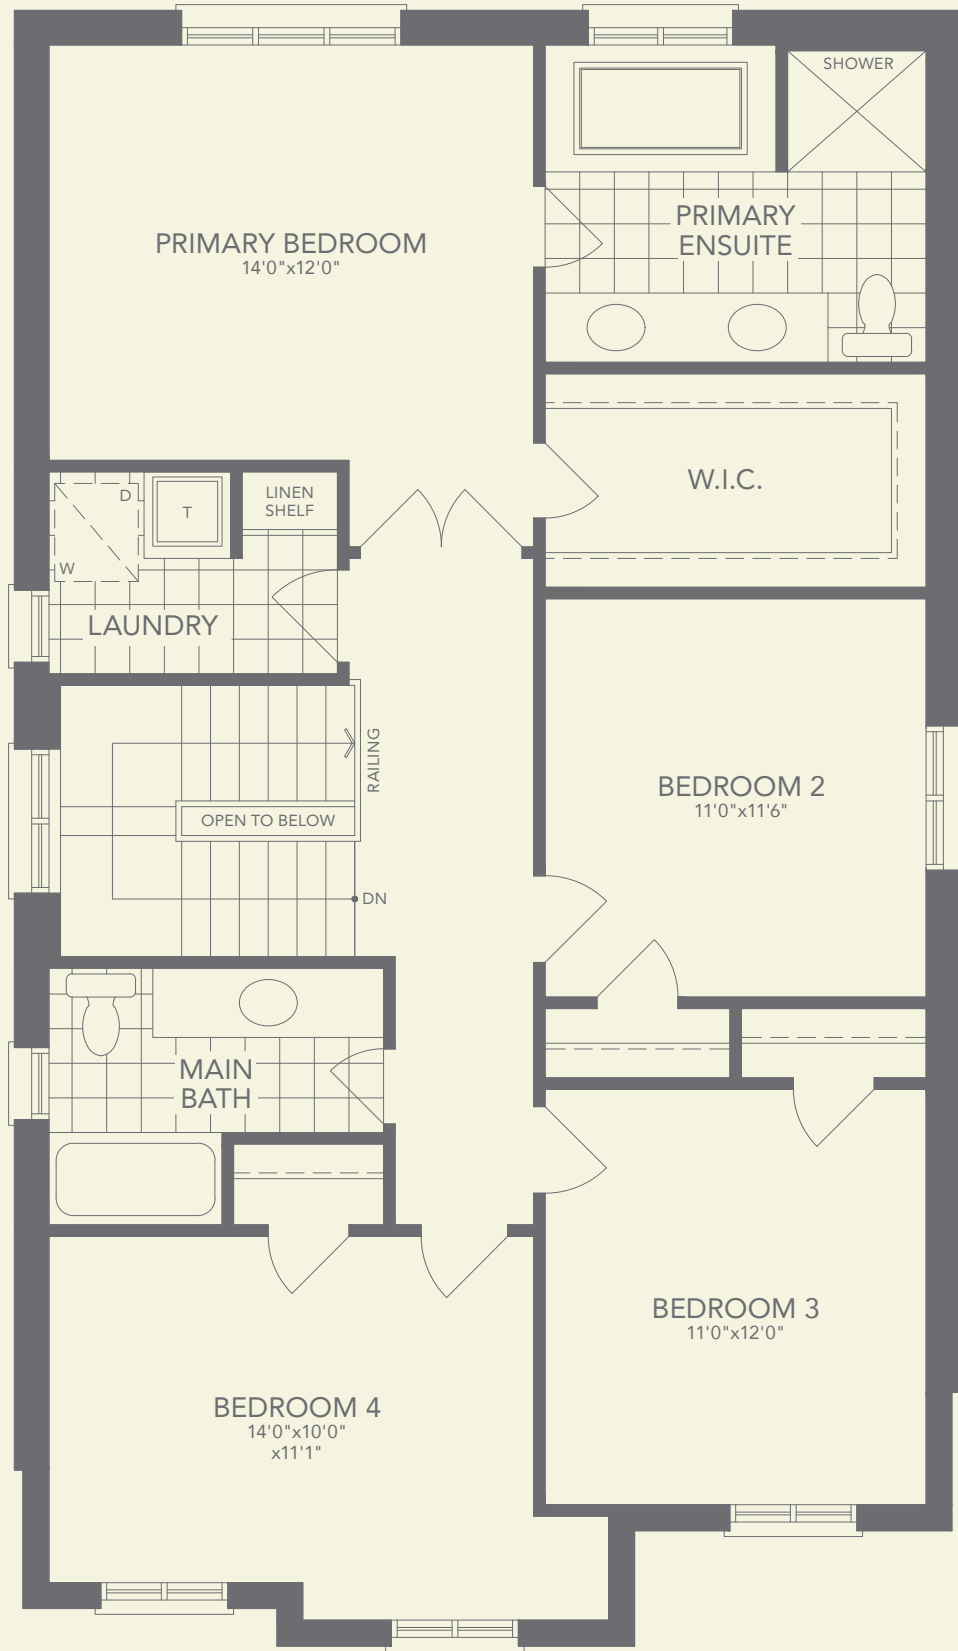 SHOWER
PRIMARY BEDROOM
14'0"x12'0"
PRIMARY
ENSUITE
W.I.C.
D
W
T
LINEN
SHELF
LAUNDRY
RAILING
OPEN TO BELOW
DN
BEDROOM 2
11'0"x11'6"
MAIN
BATH
BEDROOM 3
11'0"x12'0"
BEDROOM 4
14'0"x10'0"
x11'1"